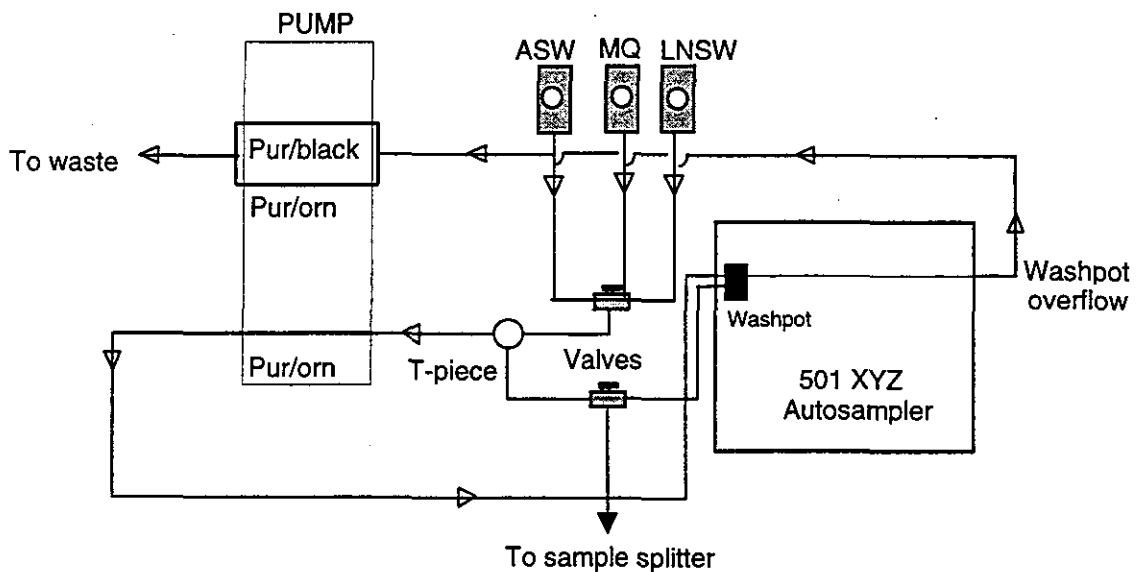 PUMP
ASW MQ LNSW
To waste
Pur/black
Pur/orn
Washpot
overflow
Washpot
Pur/orn
T-piece
Valves
501 XYZ
Autosampler
To sample splitter